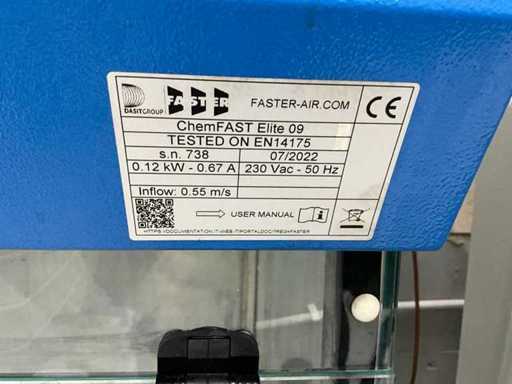 DASITGROUP FASTER FASTER-AIR.COM CE
ChemFAST Elite 09
TESTED ON EN14175
s.n. 738 07/2022
0.12 kW - 0.67 A 230 Vac - 50 Hz
Inflow: 0.55 m/s
USER MANUAL